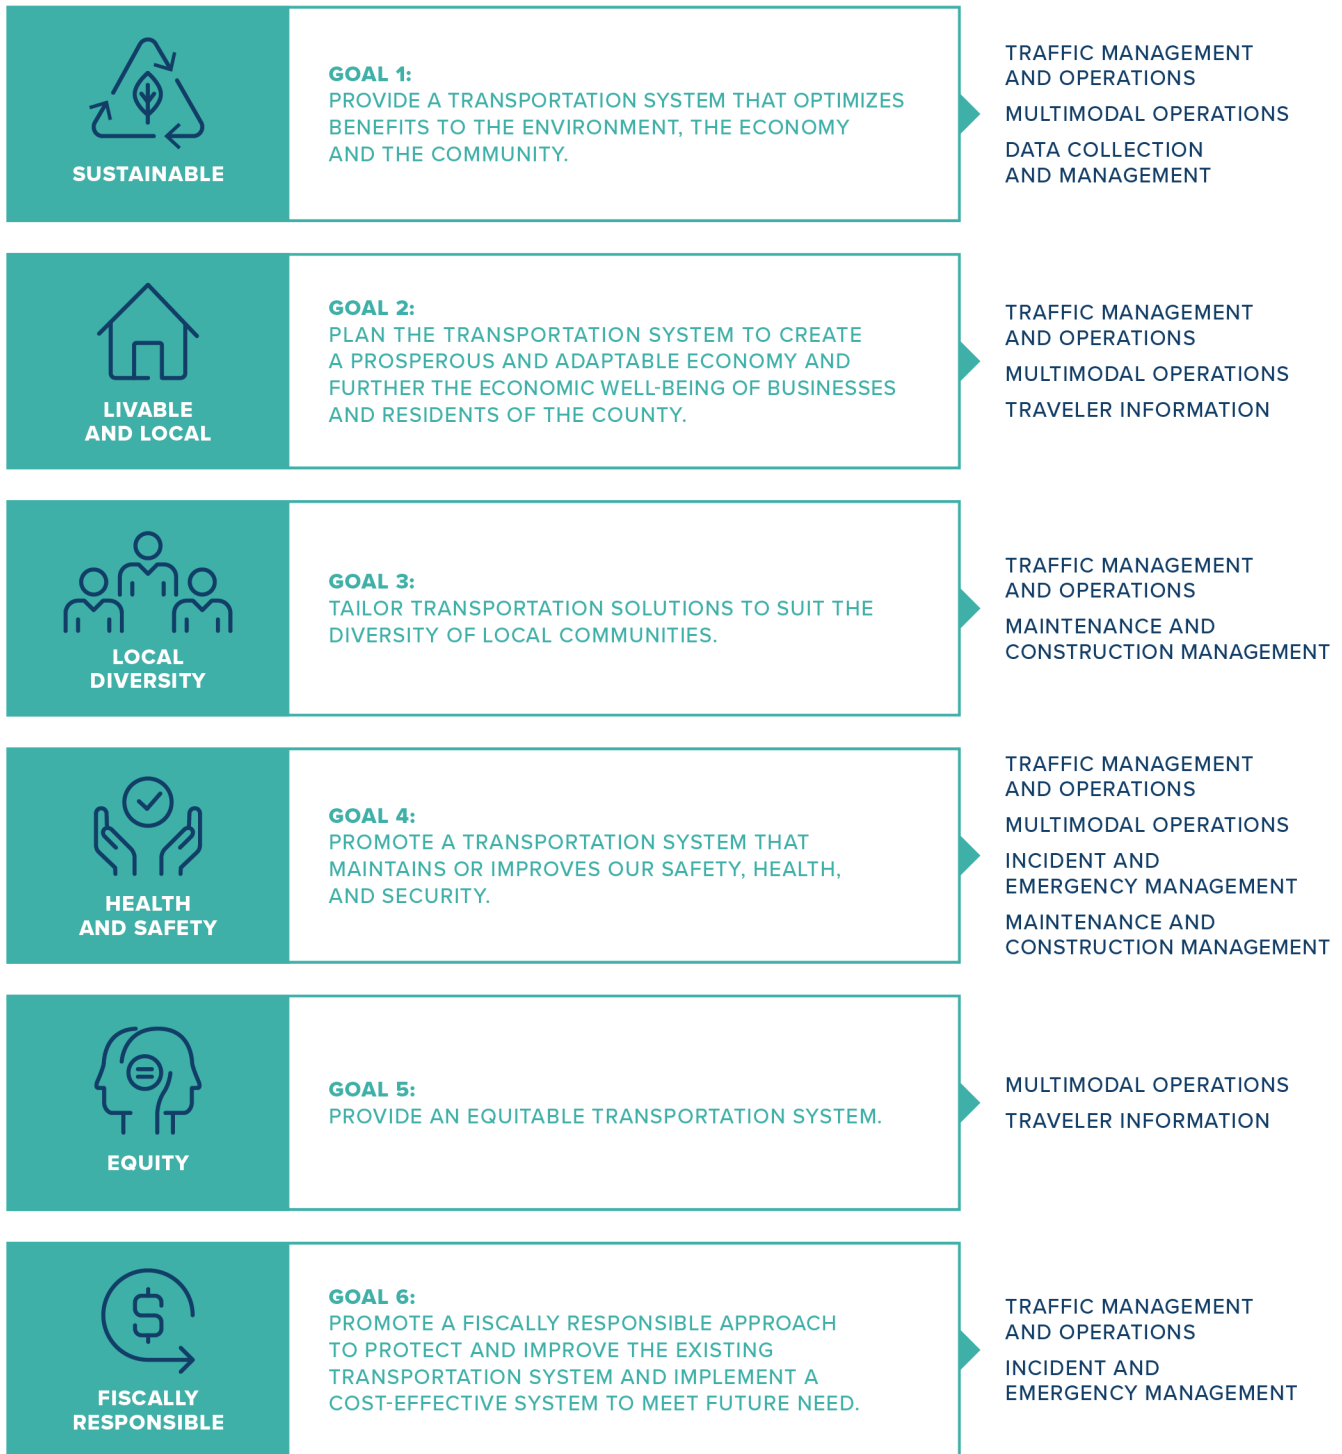 SUSTAINABLE
GOAL 1:
PROVIDE A TRANSPORTATION SYSTEM THAT OPTIMIZES
BENEFITS TO THE ENVIRONMENT, THE ECONOMY
AND THE COMMUNITY.
TRAFFIC MANAGEMENT
AND OPERATIONS
MULTIMODAL OPERATIONS
DATA COLLECTION
AND MANAGEMENT
LIVABLE
AND LOCAL
GOAL 2:
PLAN THE TRANSPORTATION SYSTEM TO CREATE
A PROSPEROUS AND ADAPTABLE ECONOMY AND
FURTHER THE ECONOMIC WELL-BEING OF BUSINESSES
AND RESIDENTS OF THE COUNTY.
TRAFFIC MANAGEMENT
AND OPERATIONS
MULTIMODAL OPERATIONS
TRAVELER INFORMATION
LOCAL
DIVERSITY
GOAL 3:
TAILOR TRANSPORTATION SOLUTIONS TO SUIT THE
DIVERSITY OF LOCAL COMMUNITIES.
TRAFFIC MANAGEMENT
AND OPERATIONS
MAINTENANCE AND
CONSTRUCTION MANAGEMENT
HEALTH
AND SAFETY
GOAL 4:
PROMOTE A TRANSPORTATION SYSTEM THAT
MAINTAINS OR IMPROVES OUR SAFETY, HEALTH,
AND SECURITY.
TRAFFIC MANAGEMENT
AND OPERATIONS
MULTIMODAL OPERATIONS
INCIDENT AND
EMERGENCY MANAGEMENT
MAINTENANCE AND
CONSTRUCTION MANAGEMENT
EQUITY
GOAL 5:
PROVIDE AN EQUITABLE TRANSPORTATION SYSTEM.
MULTIMODAL OPERATIONS
TRAVELER INFORMATION
FISCALLY
RESPONSIBLE
GOAL 6:
PROMOTE A FISCALLY RESPONSIBLE APPROACH
TO PROTECT AND IMPROVE THE EXISTING
TRANSPORTATION SYSTEM AND IMPLEMENT A
COST-EFFECTIVE SYSTEM TO MEET FUTURE NEED.
TRAFFIC MANAGEMENT
AND OPERATIONS
INCIDENT AND
EMERGENCY MANAGEMENT